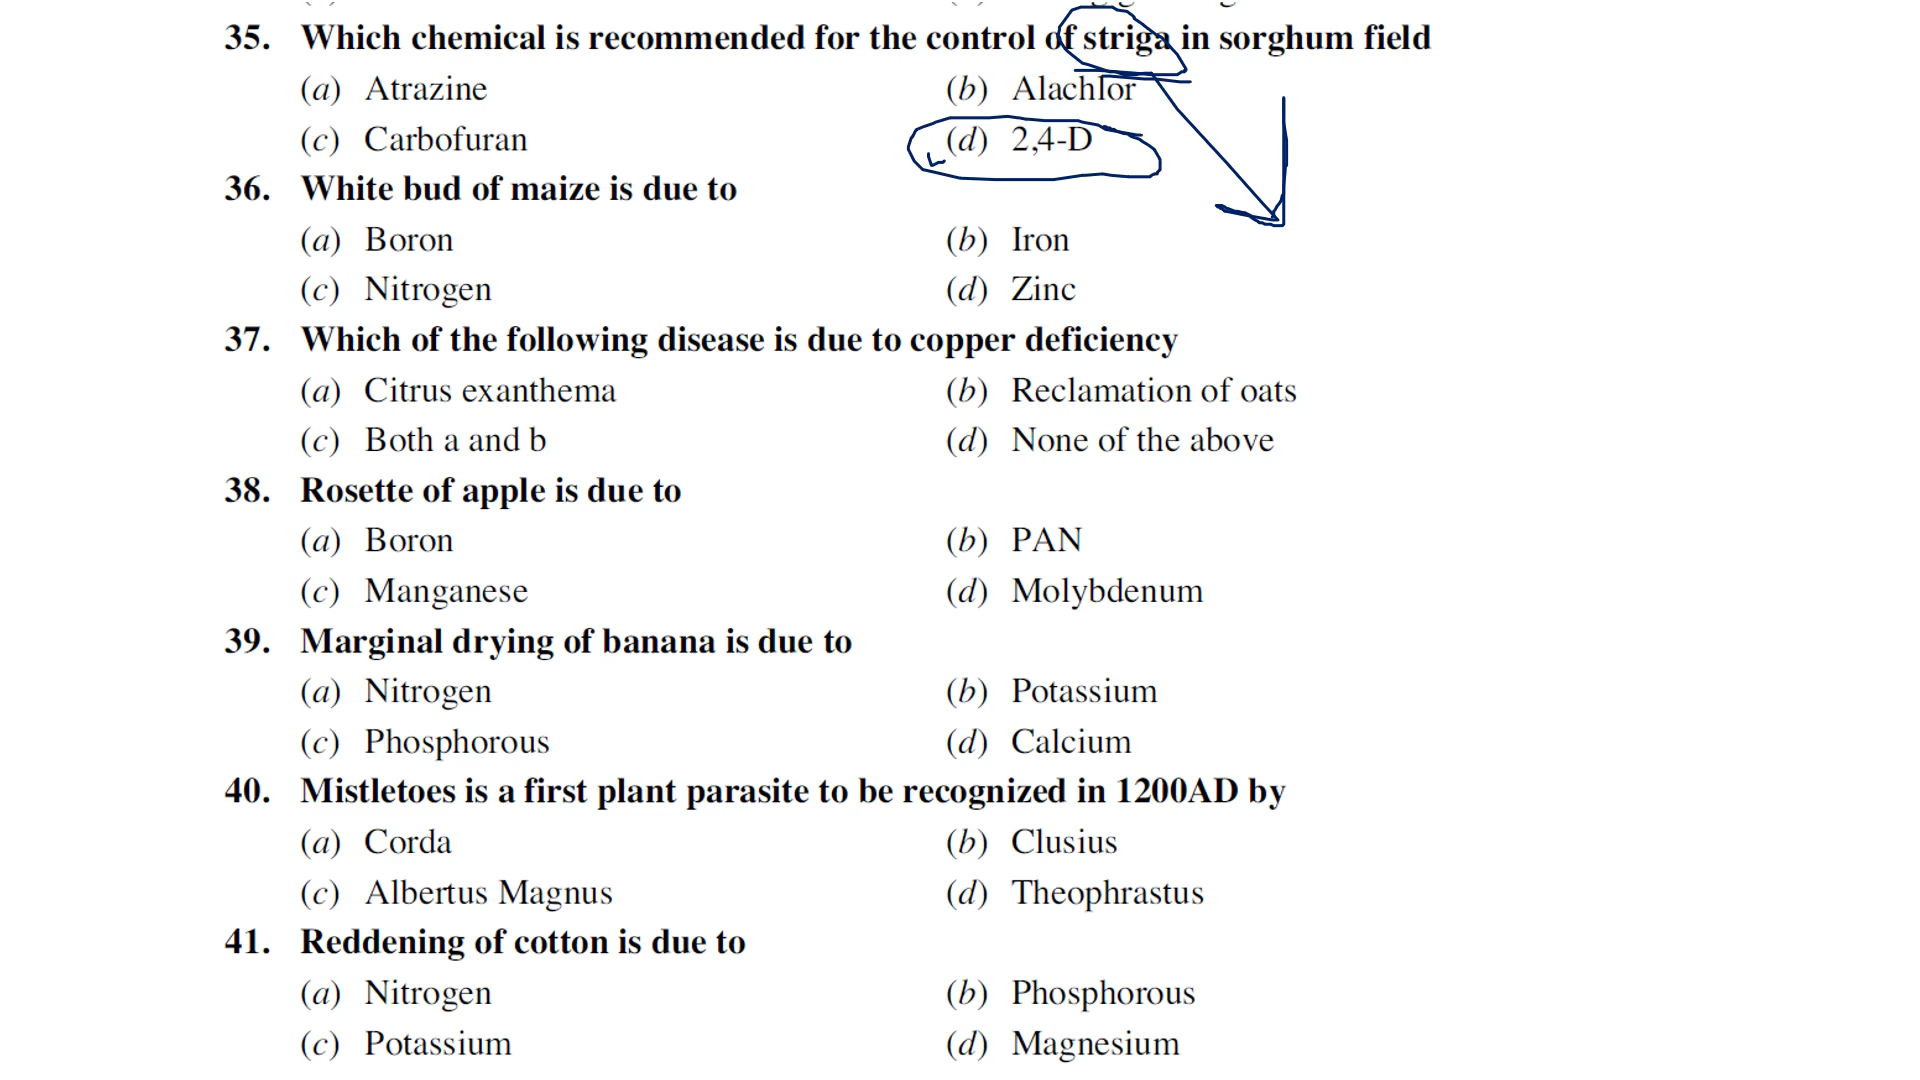 35. Which chemical is recommended for the control of striga in sorghum field
(a) Atrazine (b) Alachlor
(c) Carbofuran (d) 2,4-D
36. White bud of maize is due to
(a) Boron (b) Iron
(c) Nitrogen (d) Zinc
37. Which of the following disease is due to copper deficiency
(a) Citrus exanthema (b) Reclamation of oats
(c) Both a and b (d) None of the above
38. Rosette of apple is due to
(a) Boron (b) PAN
(c) Manganese (d) Molybdenum
39. Marginal drying of banana is due to
(a) Nitrogen (b) Potassium
(c) Phosphorous (d) Calcium
40. Mistletoes is a first plant parasite to be recognized in 1200AD by
(a) Corda (b) Clusius
(c) Albertus Magnus (d) Theophrastus
41. Reddening of cotton is due to
(a) Nitrogen (b) Phosphorous
(c) Potassium (d) Magnesium